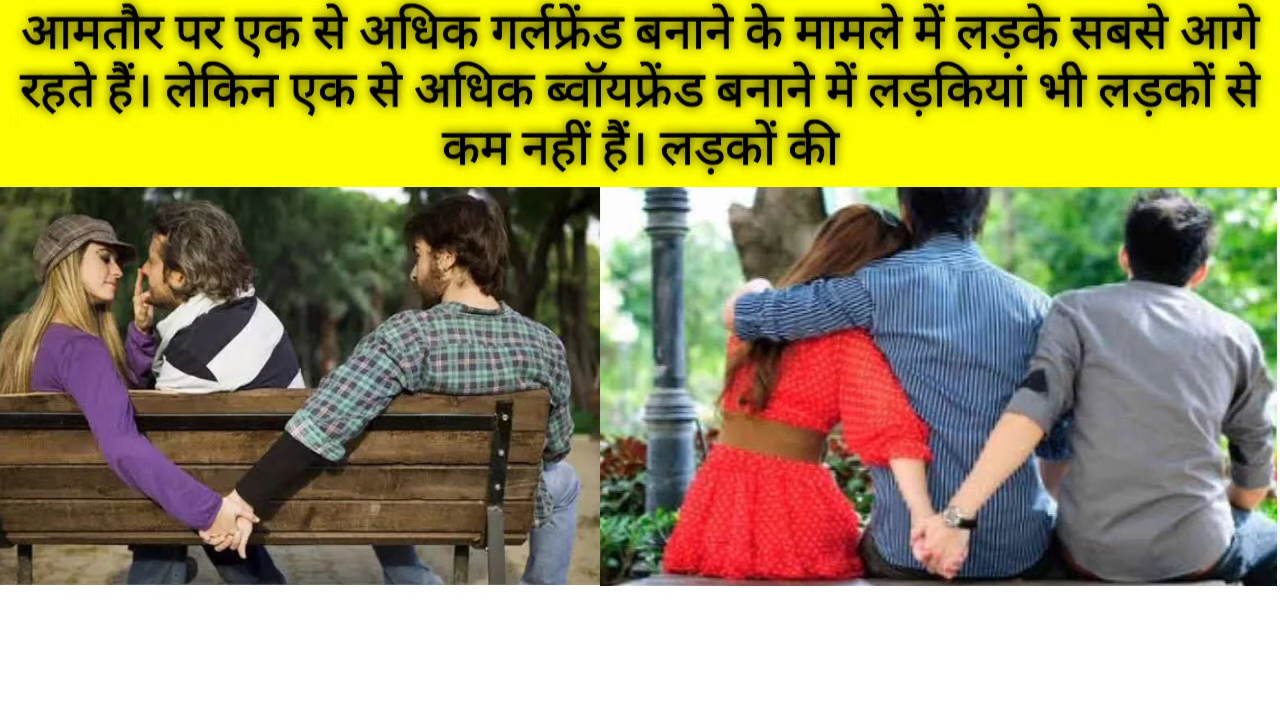 आमतौर पर एक से अधिक गर्लफ्रेंड बनाने के मामले में लड़के सबसे आगे
रहते हैं। लेकिन एक से अधिक ब्वॉयफ्रेंड बनाने में लड़कियां भी लड़कों से
कम नहीं हैं। लड़कों की